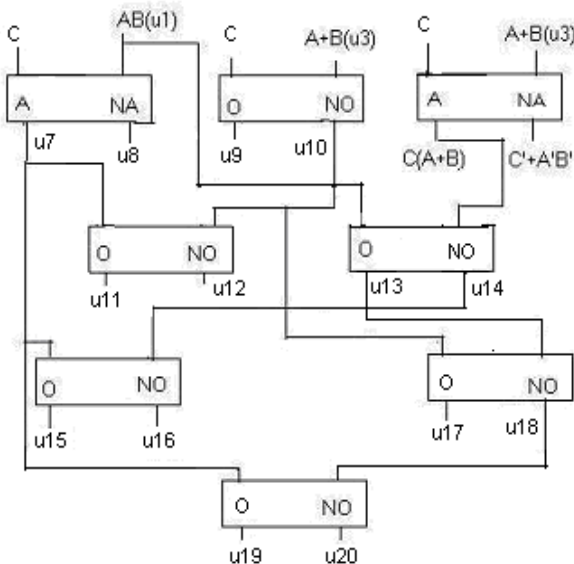 C AB(u1) C A+B(u3) C A+B(u3)
A NA O NO A NA
u7 u8 u9 u10 C(A+B) C'+A'B'
O NO O NO
u11 u12 u13 u14
O NO O NO
u15 u16 u17 u18
O NO
u19 u20